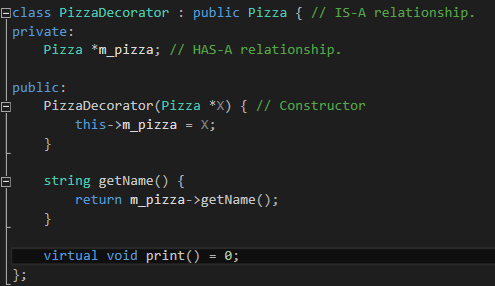 class PizzaDecorator : public Pizza { // IS-A relationship.
private:
    Pizza *m_pizza; // HAS-A relationship.

public:
    PizzaDecorator(Pizza *X) { // Constructor
        this->m_pizza = X;
    }

    string getName() {
        return m_pizza->getName();
    }

    virtual void print() = 0;
};